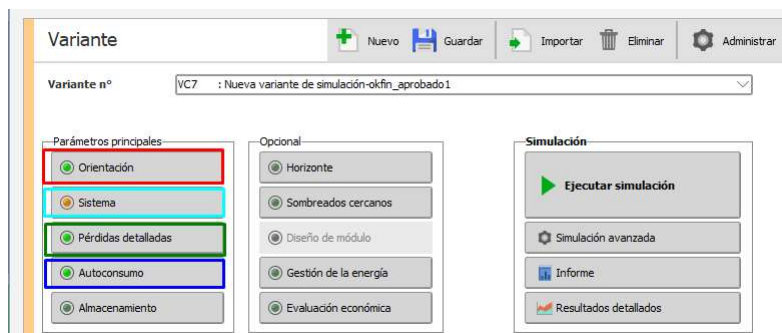 Variante
Nuevo
Guardar
Importar
Eliminar
Administrar
Variante n°
VC7 : Nueva variante de simulación-okfin_aprobado1
Parámetros principales
Orientación
Sistema
Pérdidas detalladas
Autoconsumo
Almacenamiento
Opcional
Horizonte
Sombreados cercanos
Diseño de módulo
Gestión de la energía
Evaluación económica
Simulación
Ejecutar simulación
Simulación avanzada
Informe
Resultados detallados